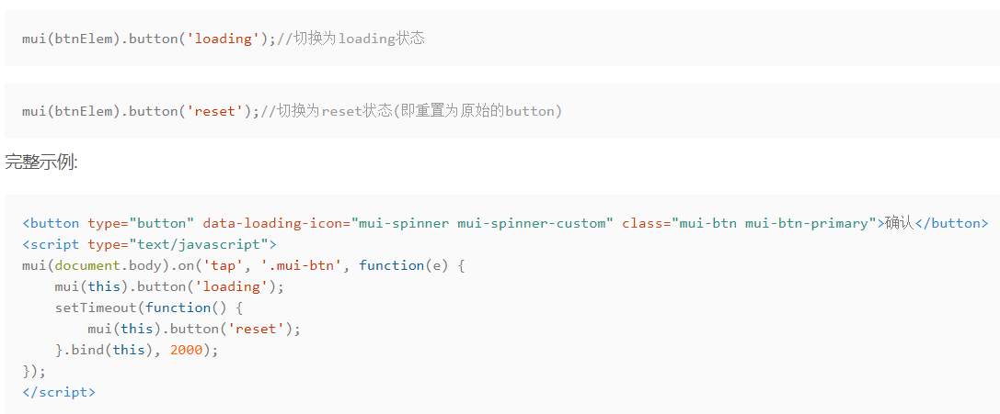 mui(btnElem).button('loading');//切换为loading状态
mui(btnElem).button('reset');//切换为reset状态(即重置为原始的button)
完整示例:
<button type="button" data-loading-icon="mui-spinner mui-spinner-custom" class="mui-btn mui-btn-primary">确认</button>
<script type="text/javascript">
mui(document.body).on('tap', '.mui-btn', function(e) {
    mui(this).button('loading');
    setTimeout(function() {
        mui(this).button('reset');
    }.bind(this), 2000);
});
</script>